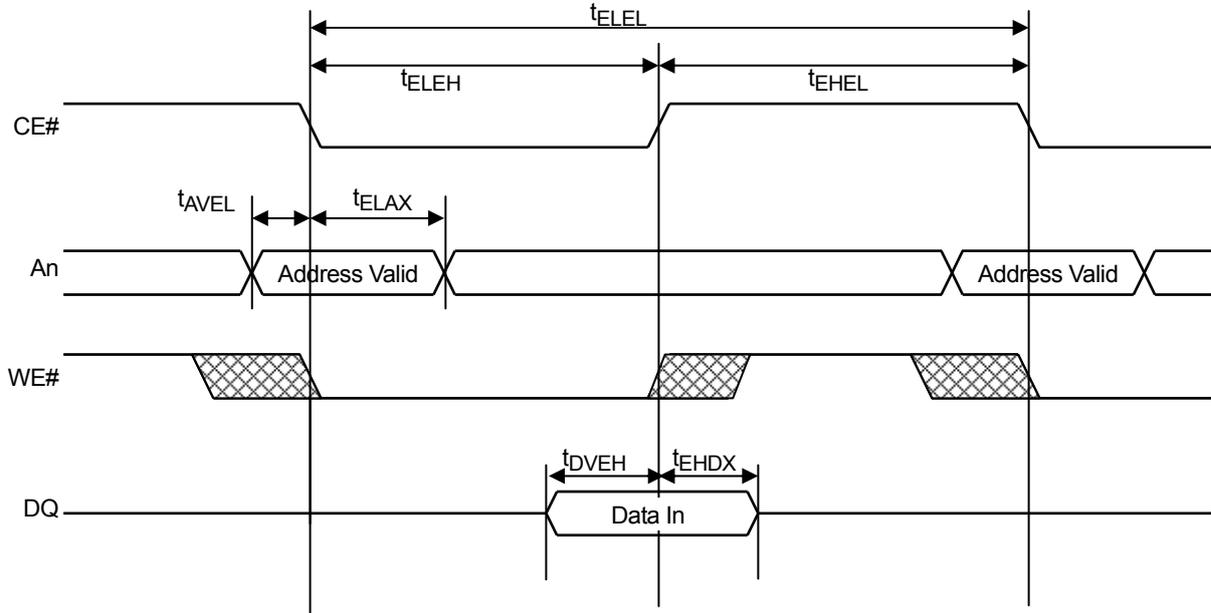 tELEL
tELEH
tEHEL
CE#
tAVEL
tELAX
An
Address Valid
Address Valid
WE#
tDVEH
tEHDX
DQ
Data In